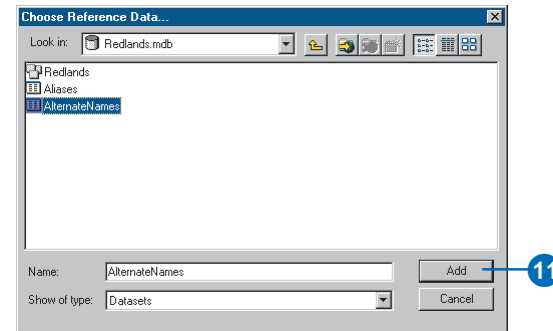 Choose Reference Data...
Look in: Redlands.mdb
Redlands
Aliases
AlternateNames
Name: AlternateNames Add 11
Show of type: Datasets Cancel